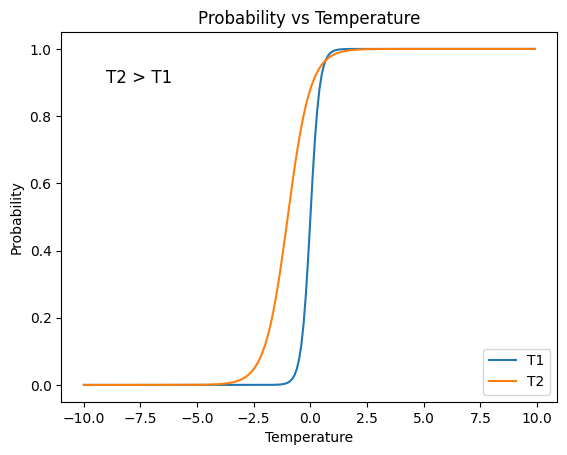 Probability vs Temperature
T2 > T1
Probability
1.0
0.8
0.6
0.4
0.2
0.0
−10.0 −7.5 −5.0 −2.5 0.0 2.5 5.0 7.5 10.0
Temperature
T1
T2